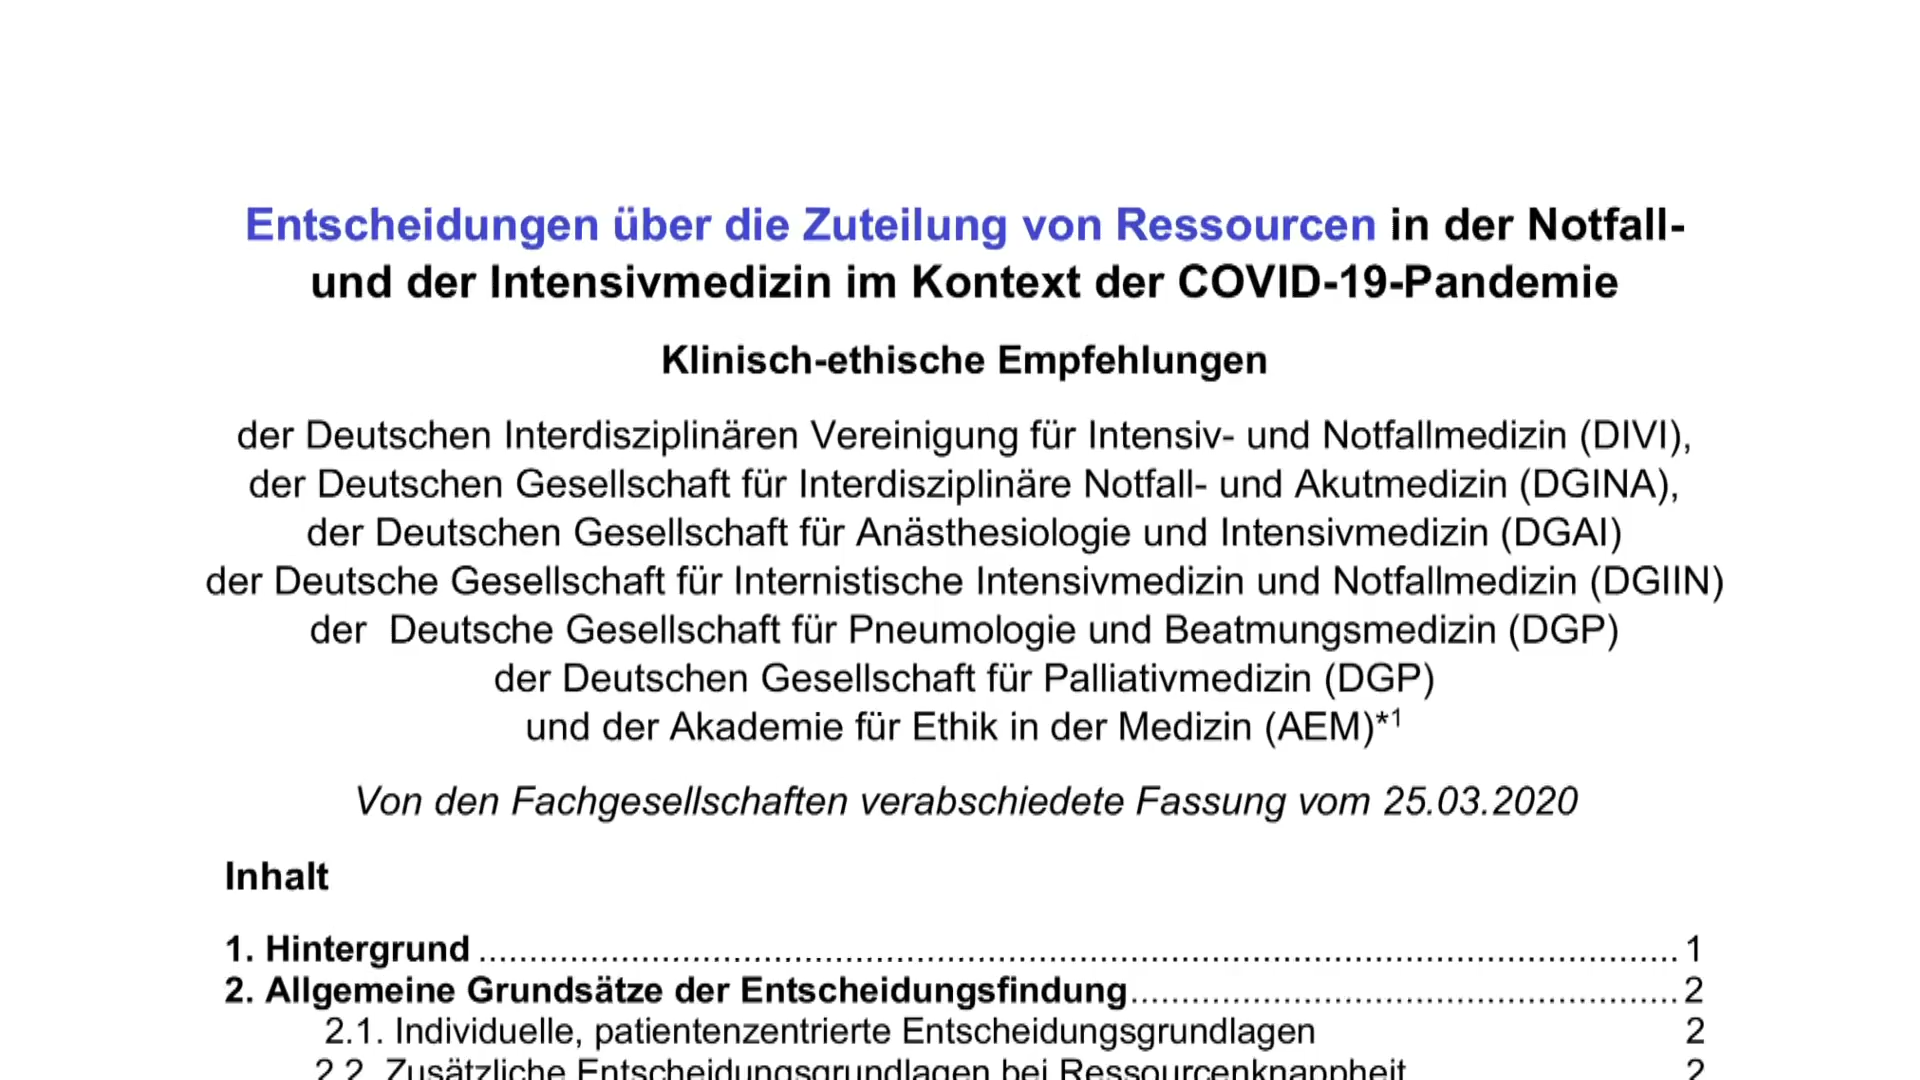 Entscheidungen über die Zuteilung von Ressourcen in der Notfall-
und der Intensivmedizin im Kontext der COVID-19-Pandemie
Klinisch-ethische Empfehlungen
der Deutschen Interdisziplinären Vereinigung für Intensiv- und Notfallmedizin (DIVI),
der Deutschen Gesellschaft für Interdisziplinäre Notfall- und Akutmedizin (DGINA),
der Deutschen Gesellschaft für Anästhesiologie und Intensivmedizin (DGAI)
der Deutsche Gesellschaft für Internistische Intensivmedizin und Notfallmedizin (DGIIN)
der  Deutsche Gesellschaft für Pneumologie und Beatmungsmedizin (DGP)
der Deutschen Gesellschaft für Palliativmedizin (DGP)
und der Akademie für Ethik in der Medizin (AEM)*¹
Von den Fachgesellschaften verabschiedete Fassung vom 25.03.2020
Inhalt
1. Hintergrund ........................................................................................................................ 1
2. Allgemeine Grundsätze der Entscheidungsfindung....................................................... 2
2.1. Individuelle, patientenzentrierte Entscheidungsgrundlagen 2
2.2. Zusätzliche Entscheidungsgrundlagen bei Ressourcenknappheit 2